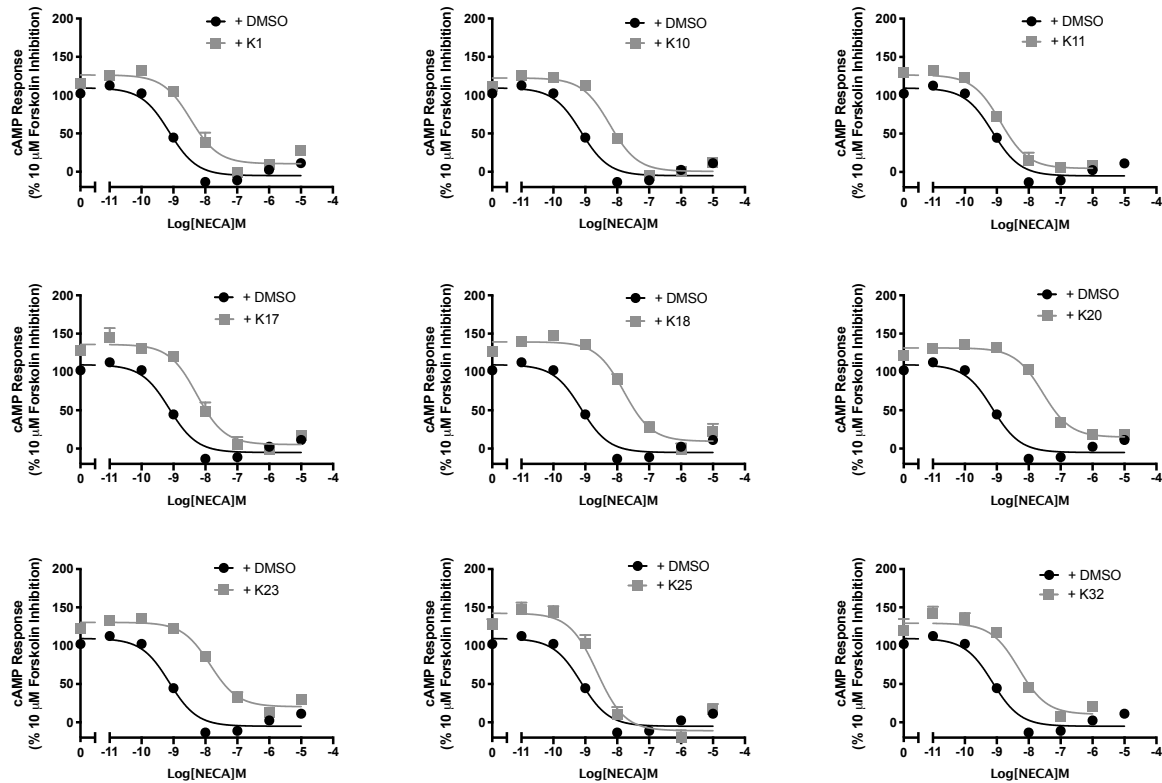 cAMP Response
(% 10 μM Forskolin Inhibition)
200
150
100
50
0
+ DMSO
+ K1
0 -11 -10 -9 -8 -7 -6 -5 -4
Log[NECA]M
cAMP Response
(% 10 μM Forskolin Inhibition)
200
150
100
50
0
+ DMSO
+ K10
0 -11 -10 -9 -8 -7 -6 -5 -4
Log[NECA]M
cAMP Response
(% 10 μM Forskolin Inhibition)
200
150
100
50
0
+ DMSO
+ K11
0 -11 -10 -9 -8 -7 -6 -5 -4
Log[NECA]M
cAMP Response
(% 10 μM Forskolin Inhibition)
200
150
100
50
0
+ DMSO
+ K17
0 -11 -10 -9 -8 -7 -6 -5 -4
Log[NECA]M
cAMP Response
(% 10 μM Forskolin Inhibition)
200
150
100
50
0
+ DMSO
+ K18
0 -11 -10 -9 -8 -7 -6 -5 -4
Log[NECA]M
cAMP Response
(% 10 μM Forskolin Inhibition)
200
150
100
50
0
+ DMSO
+ K20
0 -11 -10 -9 -8 -7 -6 -5 -4
Log[NECA]M
cAMP Response
(% 10 μM Forskolin Inhibition)
200
150
100
50
0
+ DMSO
+ K23
0 -11 -10 -9 -8 -7 -6 -5 -4
Log[NECA]M
cAMP Response
(% 10 μM Forskolin Inhibition)
200
150
100
50
0
+ DMSO
+ K25
0 -11 -10 -9 -8 -7 -6 -5 -4
Log[NECA]M
cAMP Response
(% 10 μM Forskolin Inhibition)
200
150
100
50
0
+ DMSO
+ K32
0 -11 -10 -9 -8 -7 -6 -5 -4
Log[NECA]M